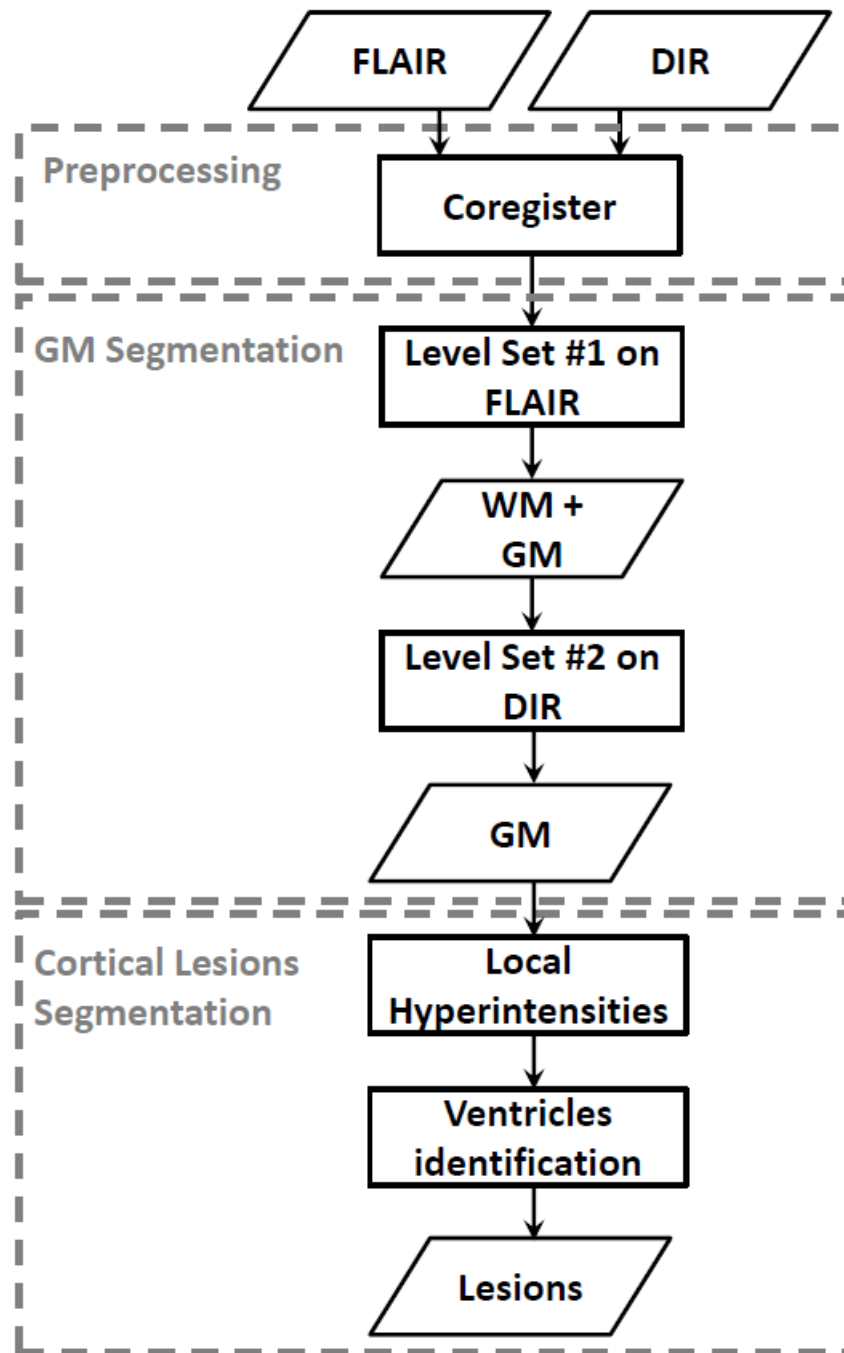 FLAIR
DIR
Preprocessing
Coregister
GM Segmentation
Level Set #1 on
FLAIR
WM +
GM
Level Set #2 on
DIR
GM
Cortical Lesions
Segmentation
Local
Hyperintensities
Ventricles
identification
Lesions